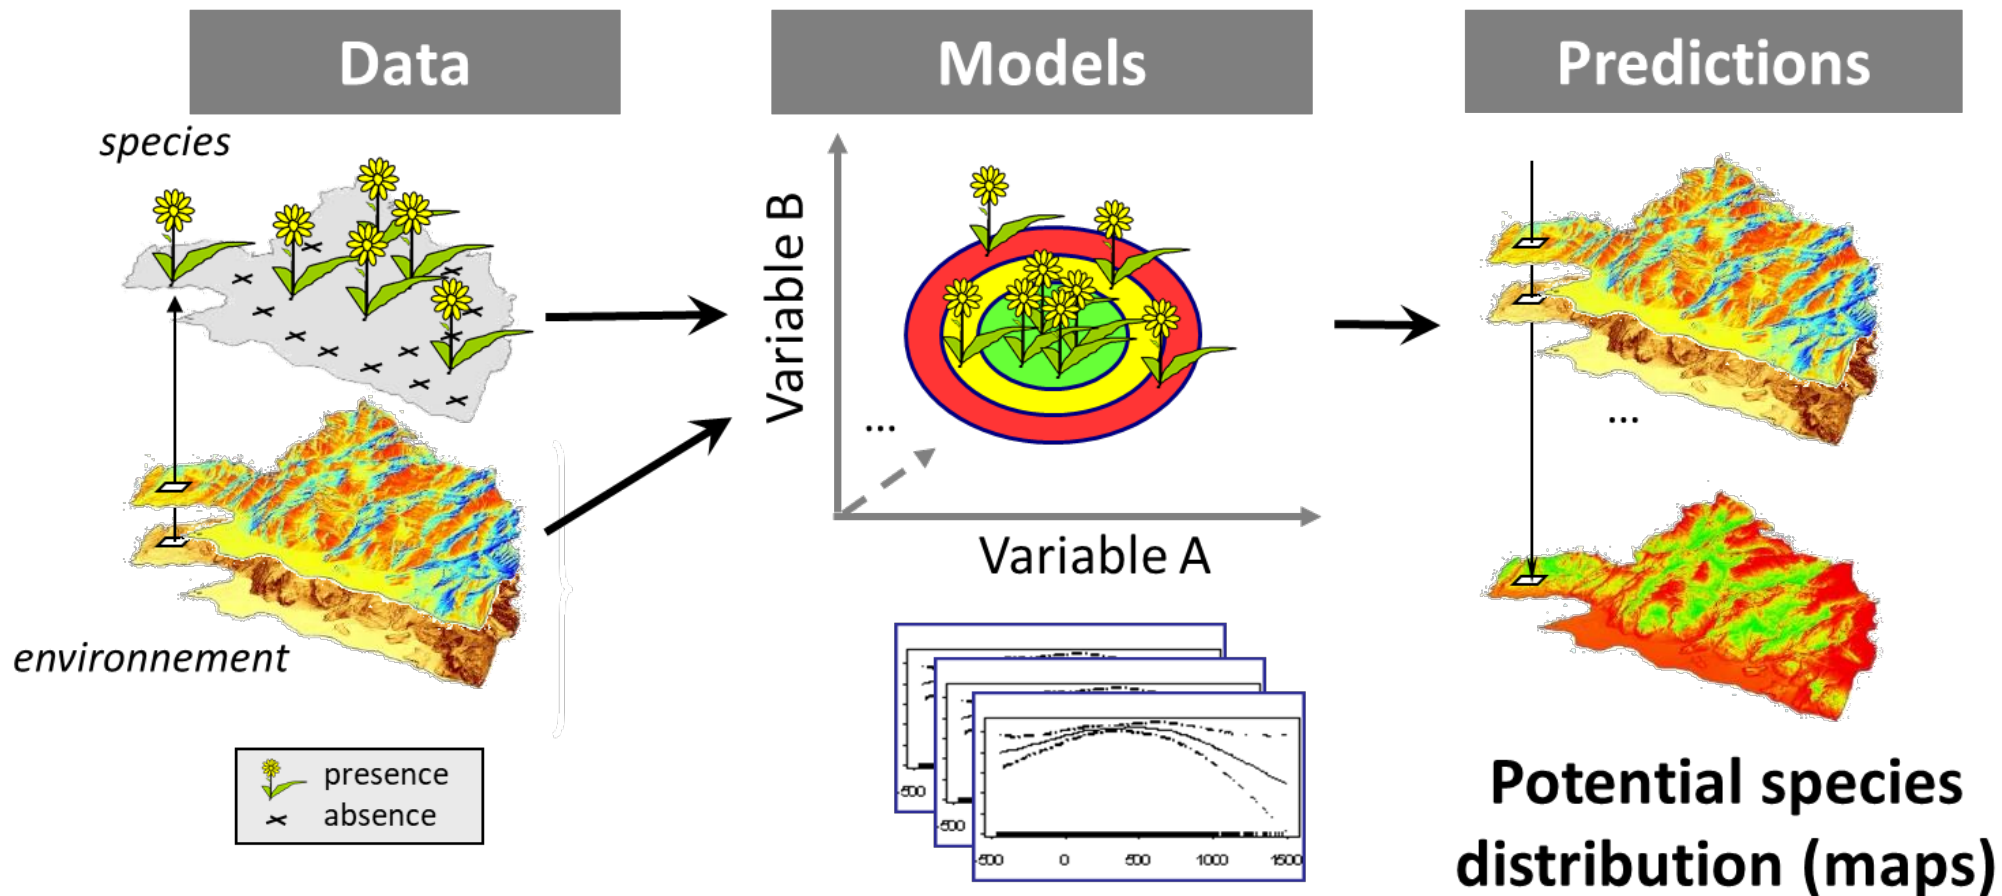 Data
Models
Predictions
species
environnement
presence
absence
Variable B
...
Variable A
-500
-500
-500 0 500 1000 1500
...
Potential species
distribution (maps)